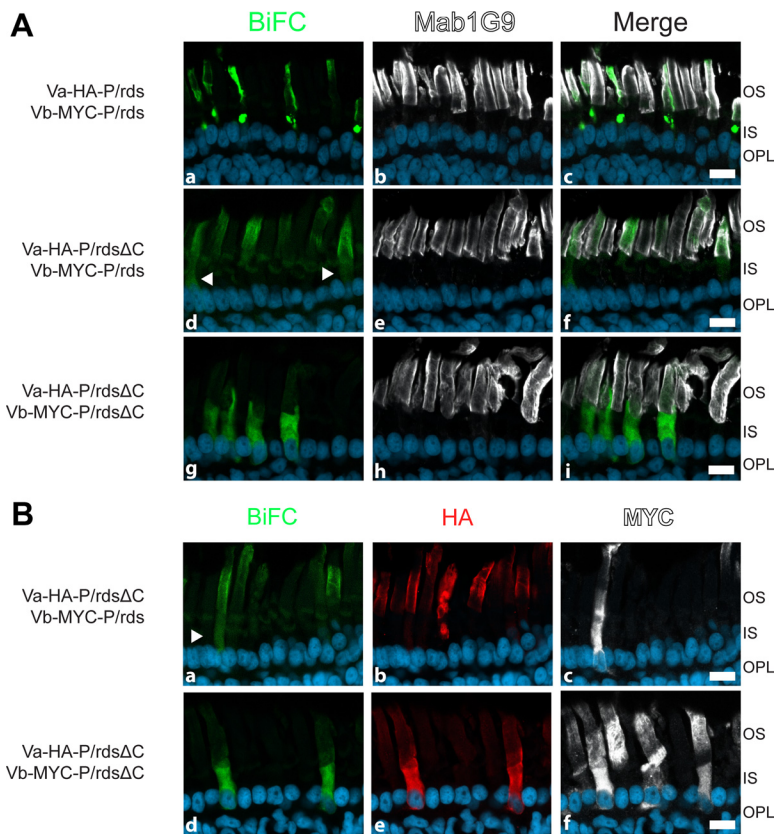 A
BiFC Mab1G9 Merge
Va-HA-P/rds
Vb-MYC-P/rds
a b c
OS
IS
OPL
Va-HA-P/rdsΔC
Vb-MYC-P/rds
d e f
OS
IS
OPL
Va-HA-P/rdsΔC
Vb-MYC-P/rdsΔC
g h i
OS
IS
OPL
B
BiFC HA MYC
Va-HA-P/rdsΔC
Vb-MYC-P/rds
a b c
OS
IS
OPL
Va-HA-P/rdsΔC
Vb-MYC-P/rdsΔC
d e f
OS
IS
OPL